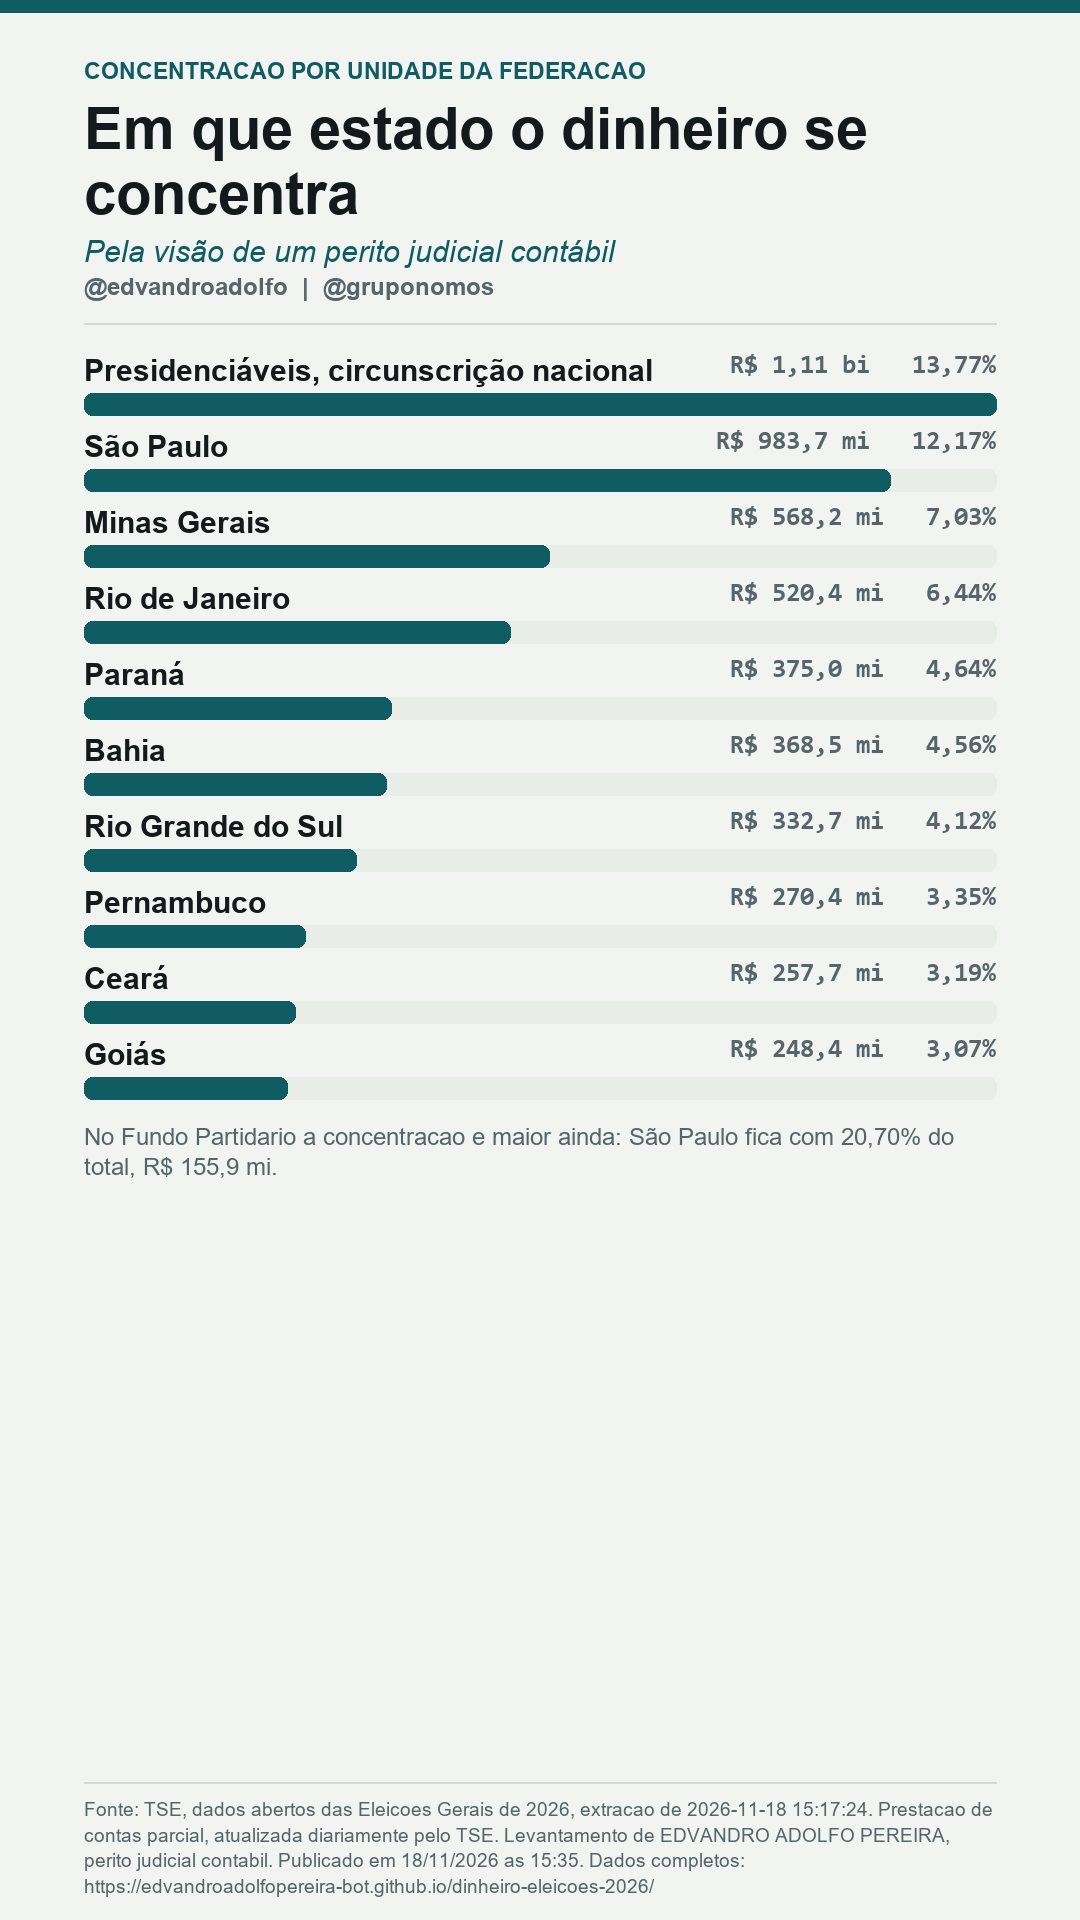 CONCENTRACAO POR UNIDADE DA FEDERACAO
Em que estado o dinheiro se
concentra
Pela visão de um perito judicial contábil
@edvandroadolfo | @gruponomos
Presidenciáveis, circunscrição nacional R$ 1,11 bi 13,77%
São Paulo R$ 983,7 mi 12,17%
Minas Gerais R$ 568,2 mi 7,03%
Rio de Janeiro R$ 520,4 mi 6,44%
Paraná R$ 375,0 mi 4,64%
Bahia R$ 368,5 mi 4,56%
Rio Grande do Sul R$ 332,7 mi 4,12%
Pernambuco R$ 270,4 mi 3,35%
Ceará R$ 257,7 mi 3,19%
Goiás R$ 248,4 mi 3,07%
No Fundo Partidario a concentracao e maior ainda: São Paulo fica com 20,70% do
total, R$ 155,9 mi.
Fonte: TSE, dados abertos das Eleicoes Gerais de 2026, extracao de 2026-11-18 15:17:24. Prestacao de
contas parcial, atualizada diariamente pelo TSE. Levantamento de EDVANDRO ADOLFO PEREIRA,
perito judicial contabil. Publicado em 18/11/2026 as 15:35. Dados completos:
https://edvandroadolfopereira-bot.github.io/dinheiro-eleicoes-2026/